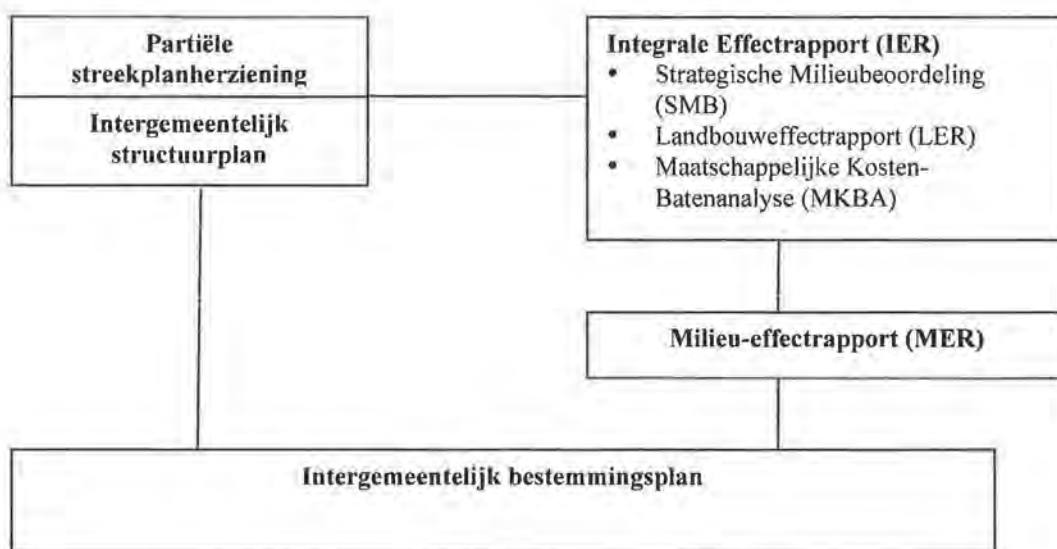 Partiële
streekplanherziening
Intergemeentelijk
structuurplan
Integrale Effectrapport (IER)
• Strategische Milieubeoordeling
(SMB)
• Landbouweffectrapport (LER)
• Maatschappelijke Kosten-
Batenanalyse (MKBA)
Milieu-effectrapport (MER)
Intergemeentelijk bestemmingsplan